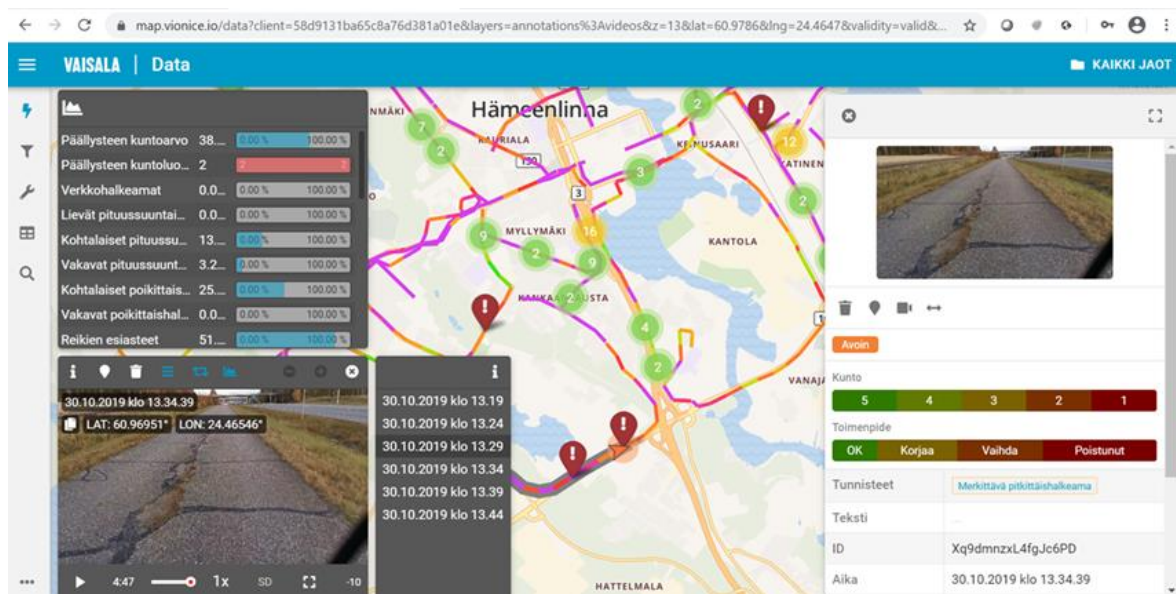 map.vionice.io/data?client=58d9131ba65c8a76d381a01e&layers=annotations%3Avideos&z=13&lat=60.9786&lng=24.4647&validity=valid&...
VAISALA | Data
KAIKKI JAOT
Päällysteen kuntoarvo 38.... 0.00 % 100.00 %
Päällysteen kuntoluo... 2 2 2
Verkkohalkeamat 0.0... 0.00 % 100.00 %
Lievät pituussuuntai... 0.0... 0.00 % 100.00 %
Kohtalaiset pituussu... 13.... 0.00 % 100.00 %
Vakavat pituussuunt... 3.2... 0.00 % 100.00 %
Kohtalaiset poikittais... 25.... 0.00 % 100.00 %
Vakavat poikittaishal... 0.0... 0.00 % 100.00 %
Reikien esiasteet 51.... 0.00 % 100.00 %
30.10.2019 klo 13.34.39
LAT: 60.96951° LON: 24.46546°
4:47 1x SD -10
30.10.2019 klo 13.19
30.10.2019 klo 13.24
30.10.2019 klo 13.29
30.10.2019 klo 13.34
30.10.2019 klo 13.39
30.10.2019 klo 13.44
Hämeenlinna
NMÄKI
7
2
2
KAURIALA
130
3
3
KEINUSAARI
12
KATINEN
2
MYLLYMÄKI
9
2
16
9
2
KANTOLA
KANKAANTAUSTA
4
2
2
VANAJA
HATTELMALA
Avoin
Kunto
5 4 3 2 1
Toimenpide
OK Korjaa Vaihda Poistunut
Tunnisteet Merkittävä pitkittäishalkeama
Teksti ...
ID Xq9dmnzxL4fgJc6PD
Aika 30.10.2019 klo 13.34.39